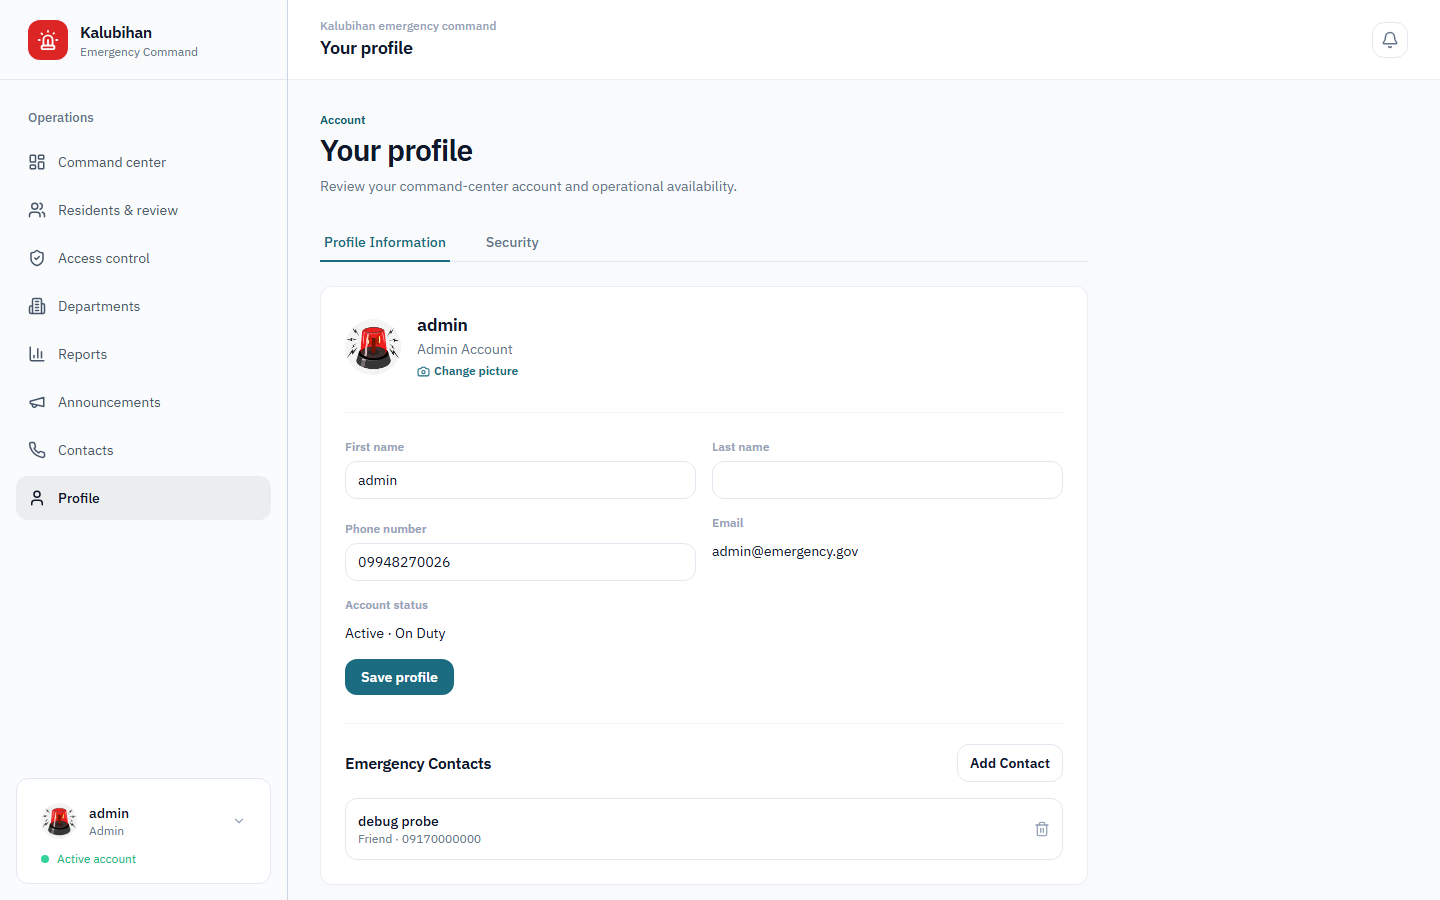 Kalubihan
Emergency Command
Operations
Command center
Residents & review
Access control
Departments
Reports
Announcements
Contacts
Profile
admin
Admin
Active account
Kalubihan emergency command
Your profile
Account
Your profile
Review your command-center account and operational availability.
Profile Information
Security
admin
Admin Account
Change picture
First name
Last name
admin
Phone number
Email
09948270026
admin@emergency.gov
Account status
Active · On Duty
Save profile
Emergency Contacts
Add Contact
debug probe
Friend · 09170000000